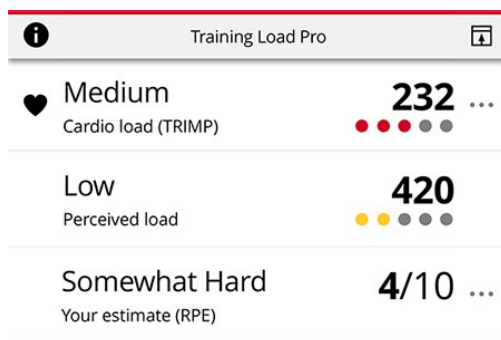 Training Load Pro
Medium 232
Cardio load (TRIMP)
Low 420
Perceived load
Somewhat Hard 4/10
Your estimate (RPE)